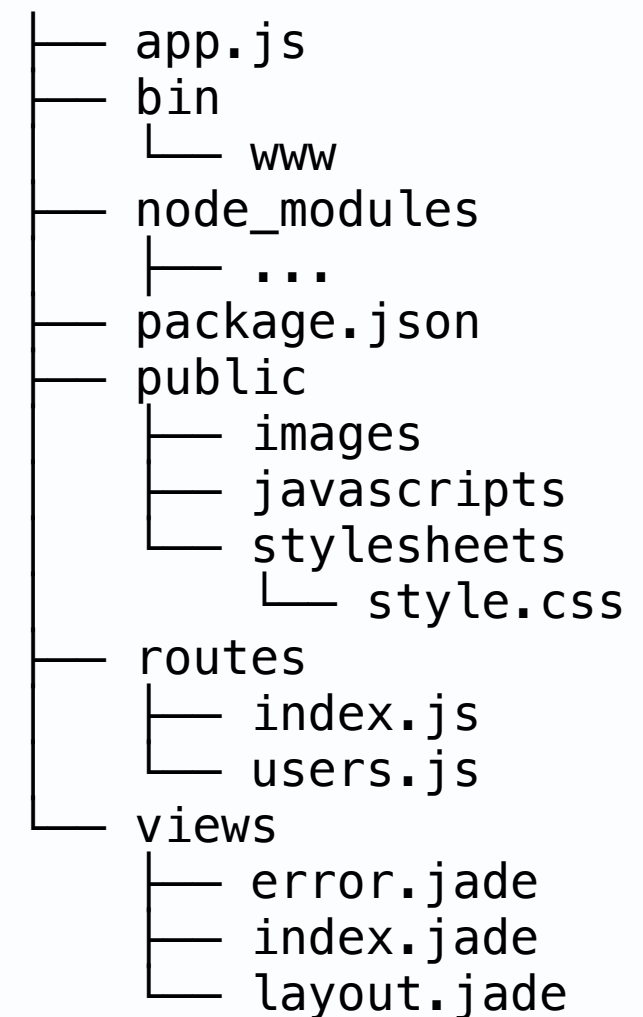 ├── app.js
├── bin
│   └── www
├── node_modules
│   ├── ...
├── package.json
├── public
│   ├── images
│   ├── javascripts
│   └── stylesheets
│       └── style.css
├── routes
│   ├── index.js
│   └── users.js
└── views
    ├── error.jade
    ├── index.jade
    └── layout.jade